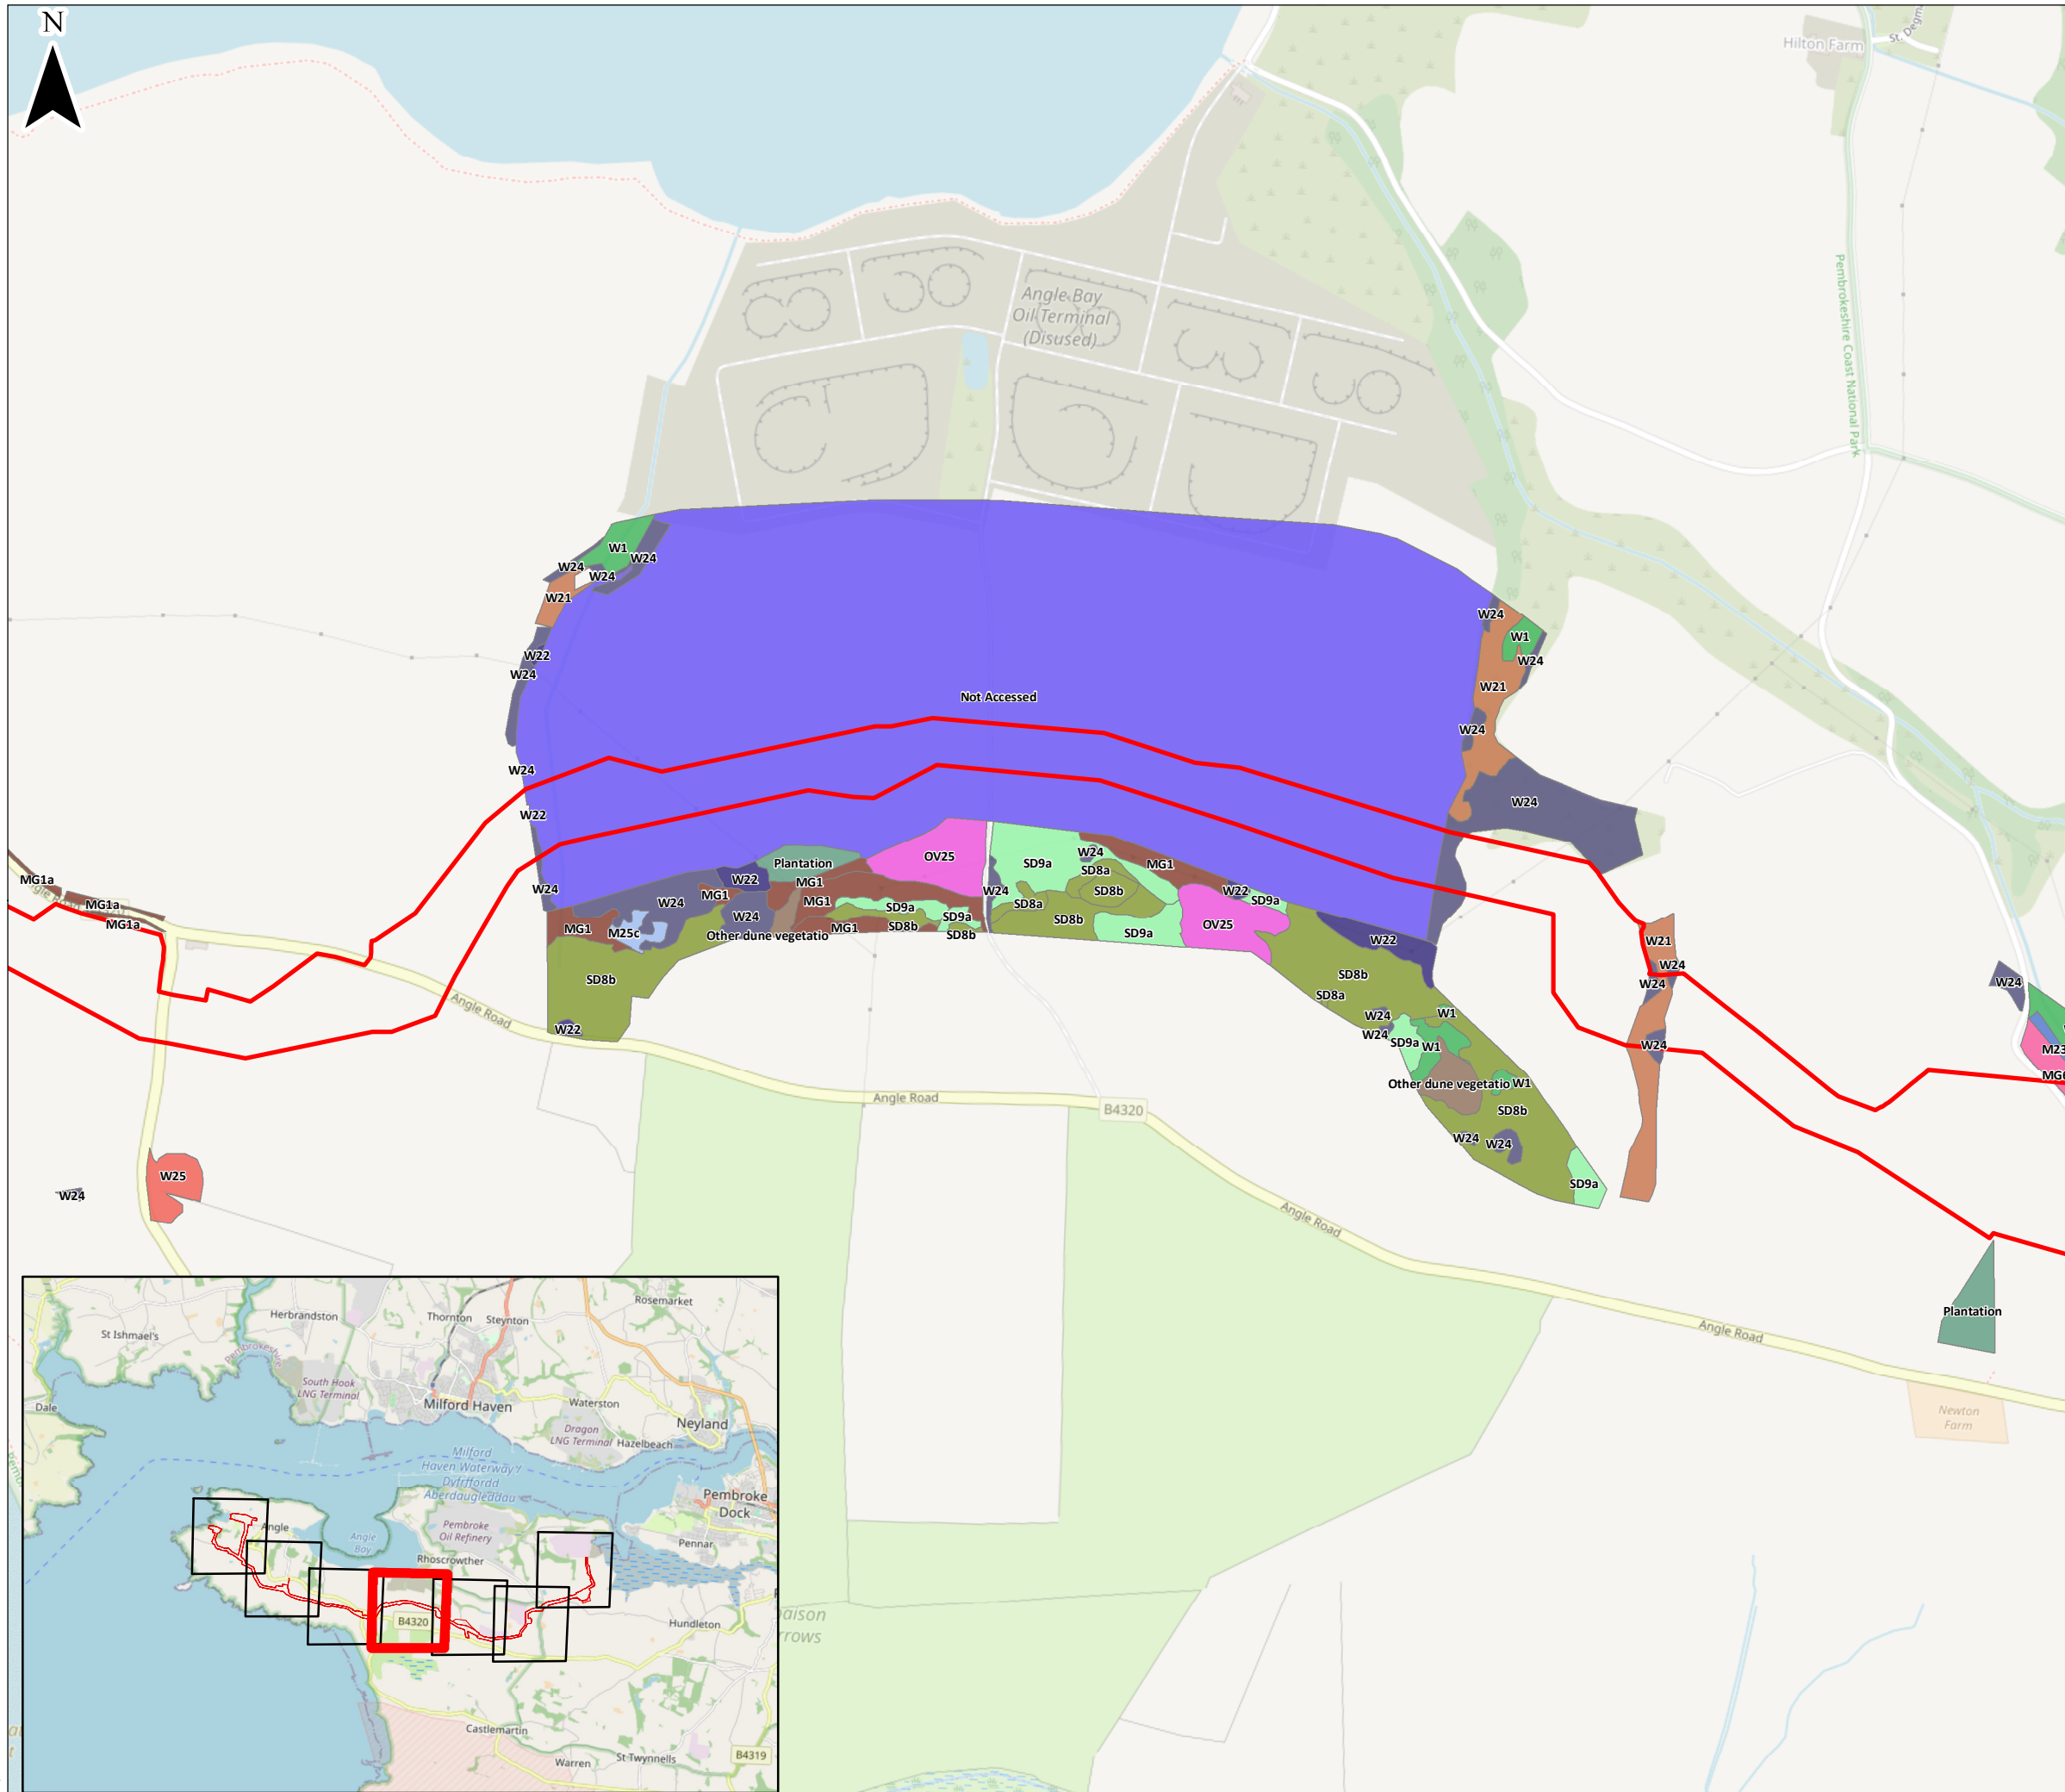 N
Hilton Farm
St. Degm
Pembrokeshire Coast National Park
Angle Bay
Oil Terminal
(Disused)
W1
W24
W24
W24
W21
W22
W24
W24
W22
W24
Not Accessed
W24
W1
W24
W21
W24
W24
Plantation
OV25
SD9a
W24
MG1
SD8a
SD8b
W22
MG1
MG1
W24
MG1
W24
W22
SD9a
SD8a
SD9a
SD9a
MG1
M25c
Other dune vegetatio
MG1
SD8b
SD8b
SD8b
SD9a
OV25
W22
MG1a
MG1a
MG1a
Angle Road
SD8b
W22
SD8b
SD8a
W24
W24
W1
SD9a
W1
Other dune vegetatio
W1
SD8b
W24
W24
SD9a
W21
W24
W24
W24
W24
M23
MG6
Angle Road
B4320
Angle Road
Angle Road
W25
W24
Plantation
Newton
Farm
Rosemarket
Herbrandston
Thornton
Steynton
St Ishmael's
Pembrokeshire
South Hook
LNG Terminal
Milford Haven
Waterston
Neyland
Dale
Dragon
LNG Terminal
Hazelbeach
Milford
Haven Waterway /
Dyfrffordd
Aberdaugleddau
Pembroke
Dock
Angle
Angle
Bay
Pembroke
Oil Refinery
Pennar
Rhoscrowther
B4320
Hundleton
Castlemartin
B4319
Warren
St Twynnells
aison
rrows